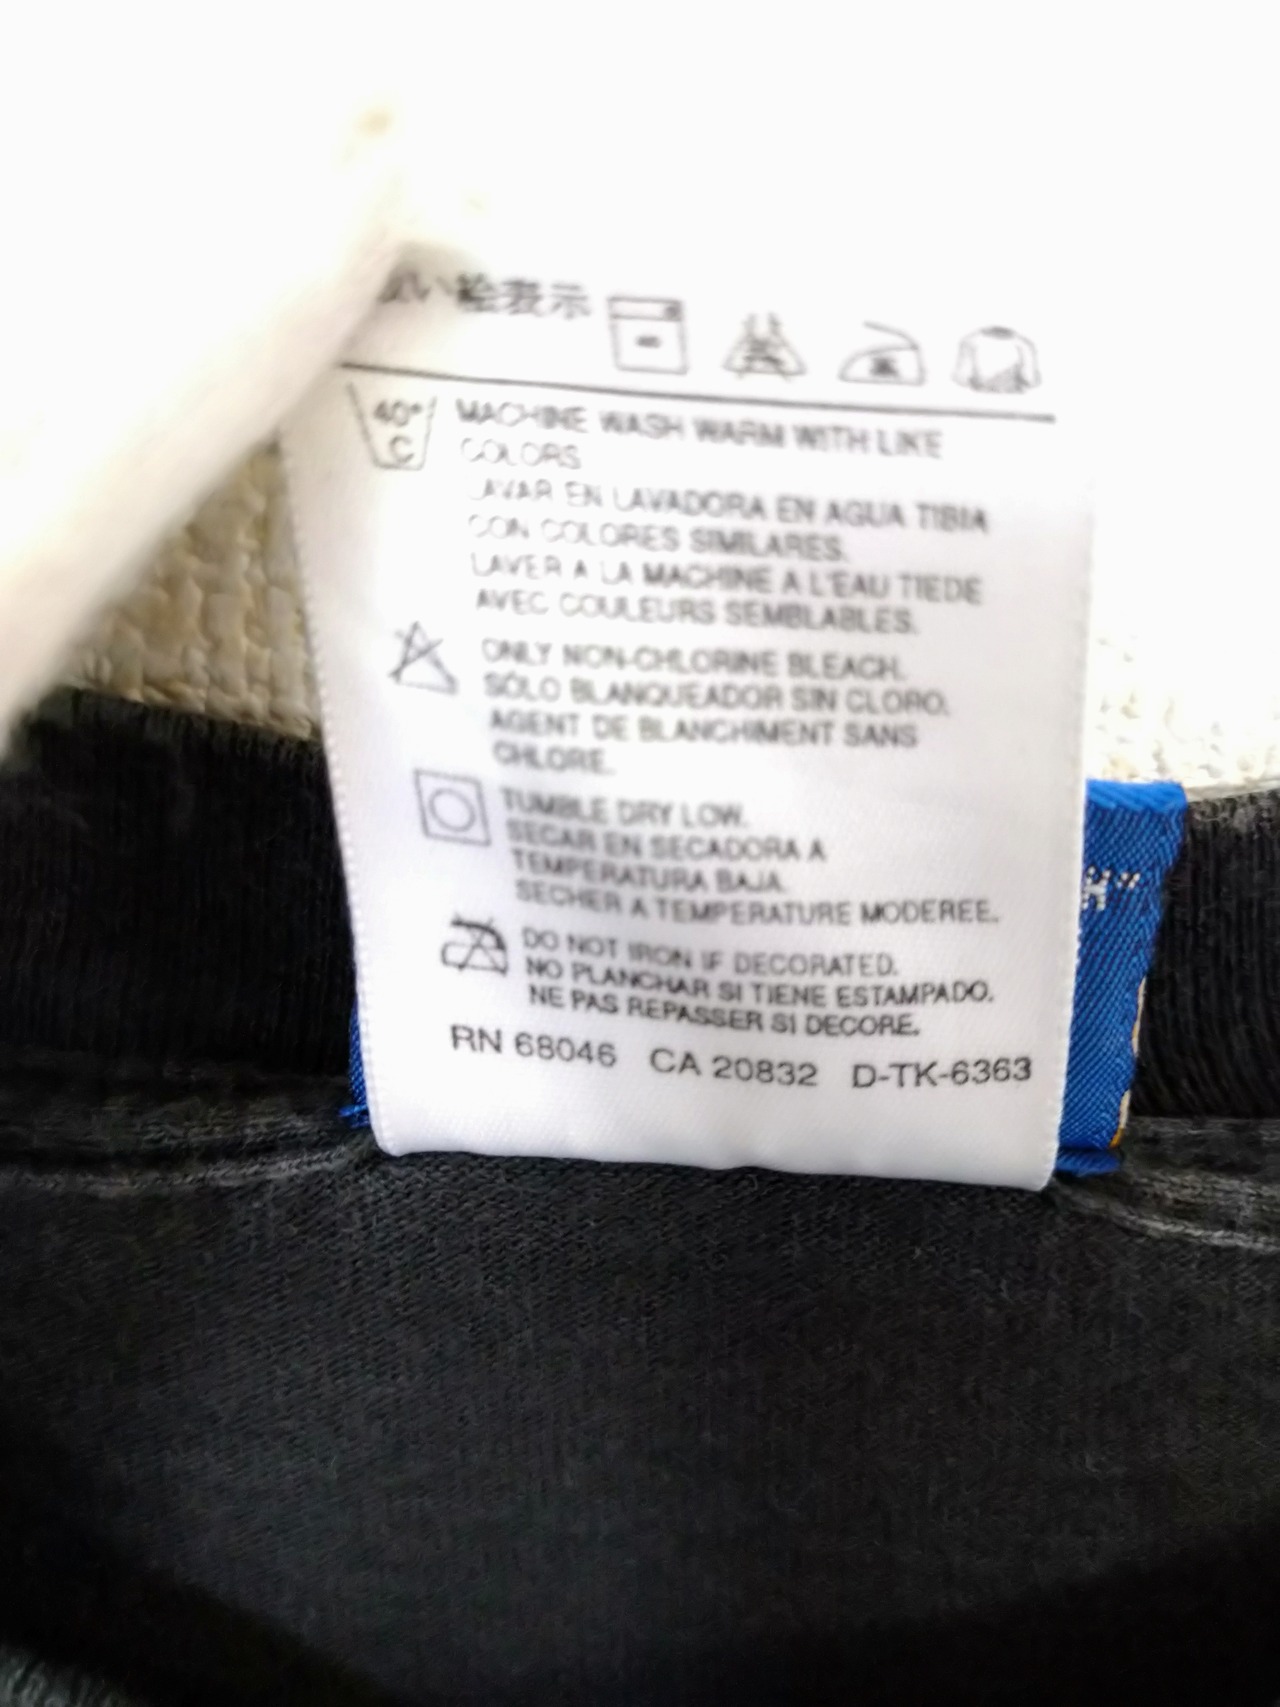 い絵表示
40
40°
C
MACHINE WASH WARM WITH LIKE
COLORS
LAVAR EN LAVADORA EN AGUA TIBIA
CON COLORES SIMILARES.
LAVER A LA MACHINE A L'EAU TIEDE
AVEC COULEURS SEMBLABLES.
ONLY NON-CHLORINE BLEACH.
SÓLO BLANQUEADOR SIN CLORO.
AGENT DE BLANCHIMENT SANS
CHLORE.
TUMBLE DRY LOW.
SECAR EN SECADORA A
TEMPERATURA BAJA.
SECHER A TEMPERATURE MODEREE.
DO NOT IRON IF DECORATED.
NO PLANCHAR SI TIENE ESTAMPADO.
NE PAS REPASSER SI DECORE.
RN 68046 CA 20832 D-TK-6363